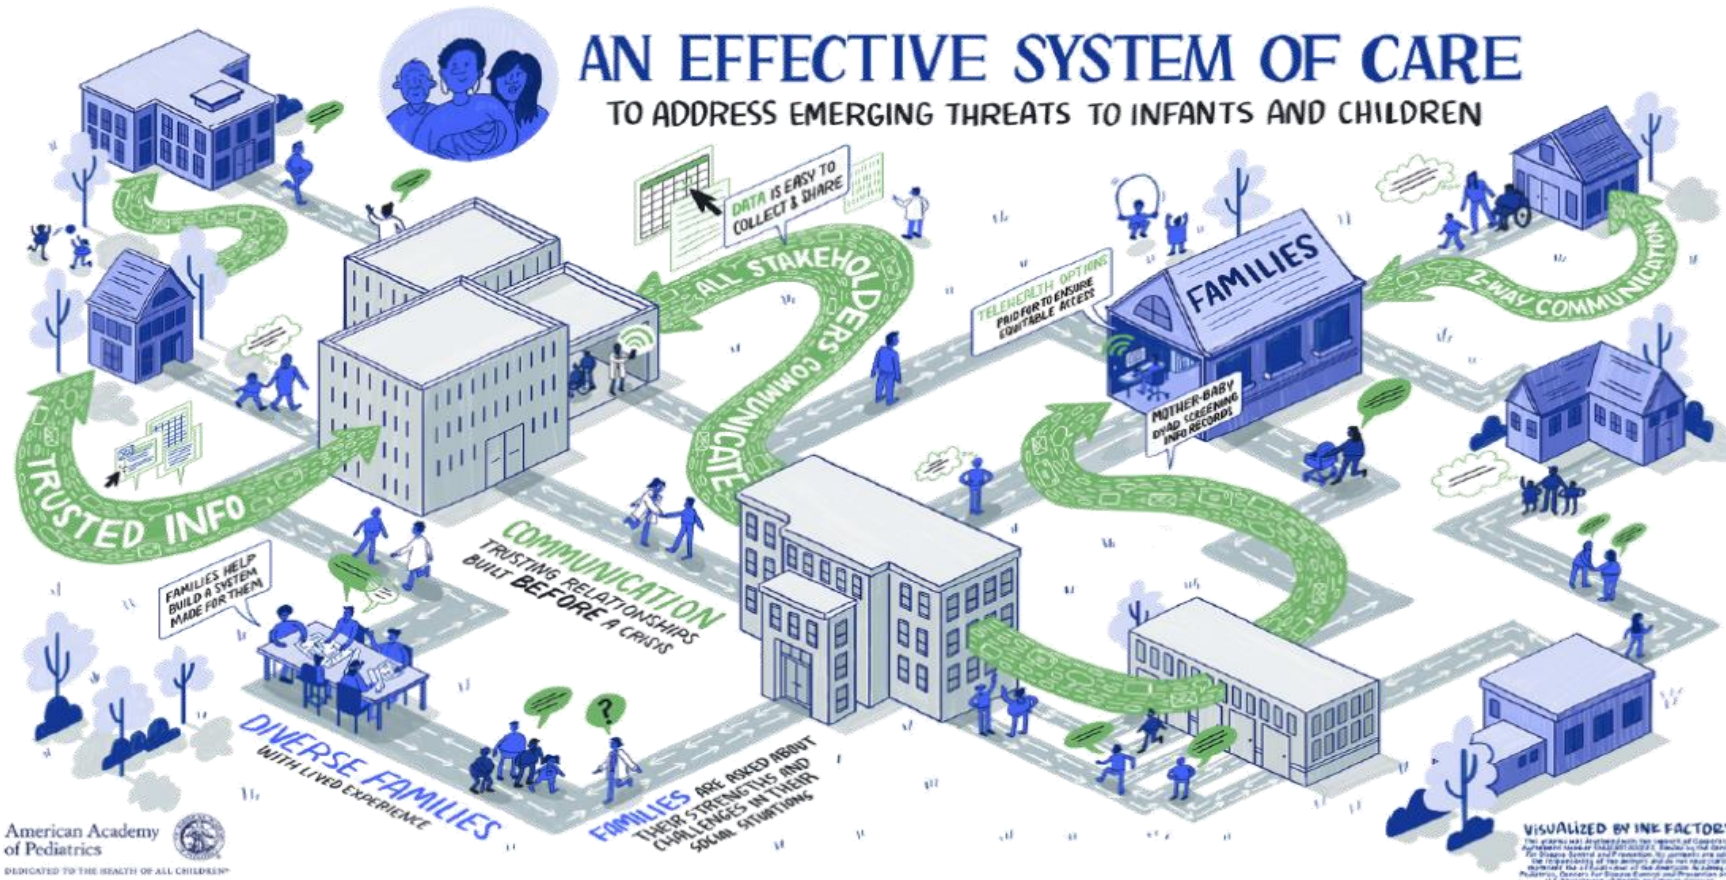 AN EFFECTIVE SYSTEM OF CARE
TO ADDRESS EMERGING THREATS TO INFANTS AND CHILDREN
DATA IS EASY TO
COLLECT & SHARE
ALL STAKEHOLDERS COMMUNICATE
TELEHEALTH OPTIONS
PAID FOR TO ENSURE
EQUITABLE ACCESS
FAMILIES
2-WAY COMMUNICATION
MOTHER-BABY
DYAD SCREENING
INFO RECORDS
TRUSTED INFO
COMMUNICATION
TRUSTING RELATIONSHIPS
BUILT BEFORE A CRISIS
FAMILIES HELP
BUILD A SYSTEM
MADE FOR THEM
?
DIVERSE FAMILIES
WITH LIVED EXPERIENCE
FAMILIES ARE ASKED ABOUT
THEIR STRENGTHS AND
CHALLENGES IN THEIR
SOCIAL SITUATIONS
American Academy
of Pediatrics
DEDICATED TO THE HEALTH OF ALL CHILDREN®
VISUALIZED BY INK FACTORY